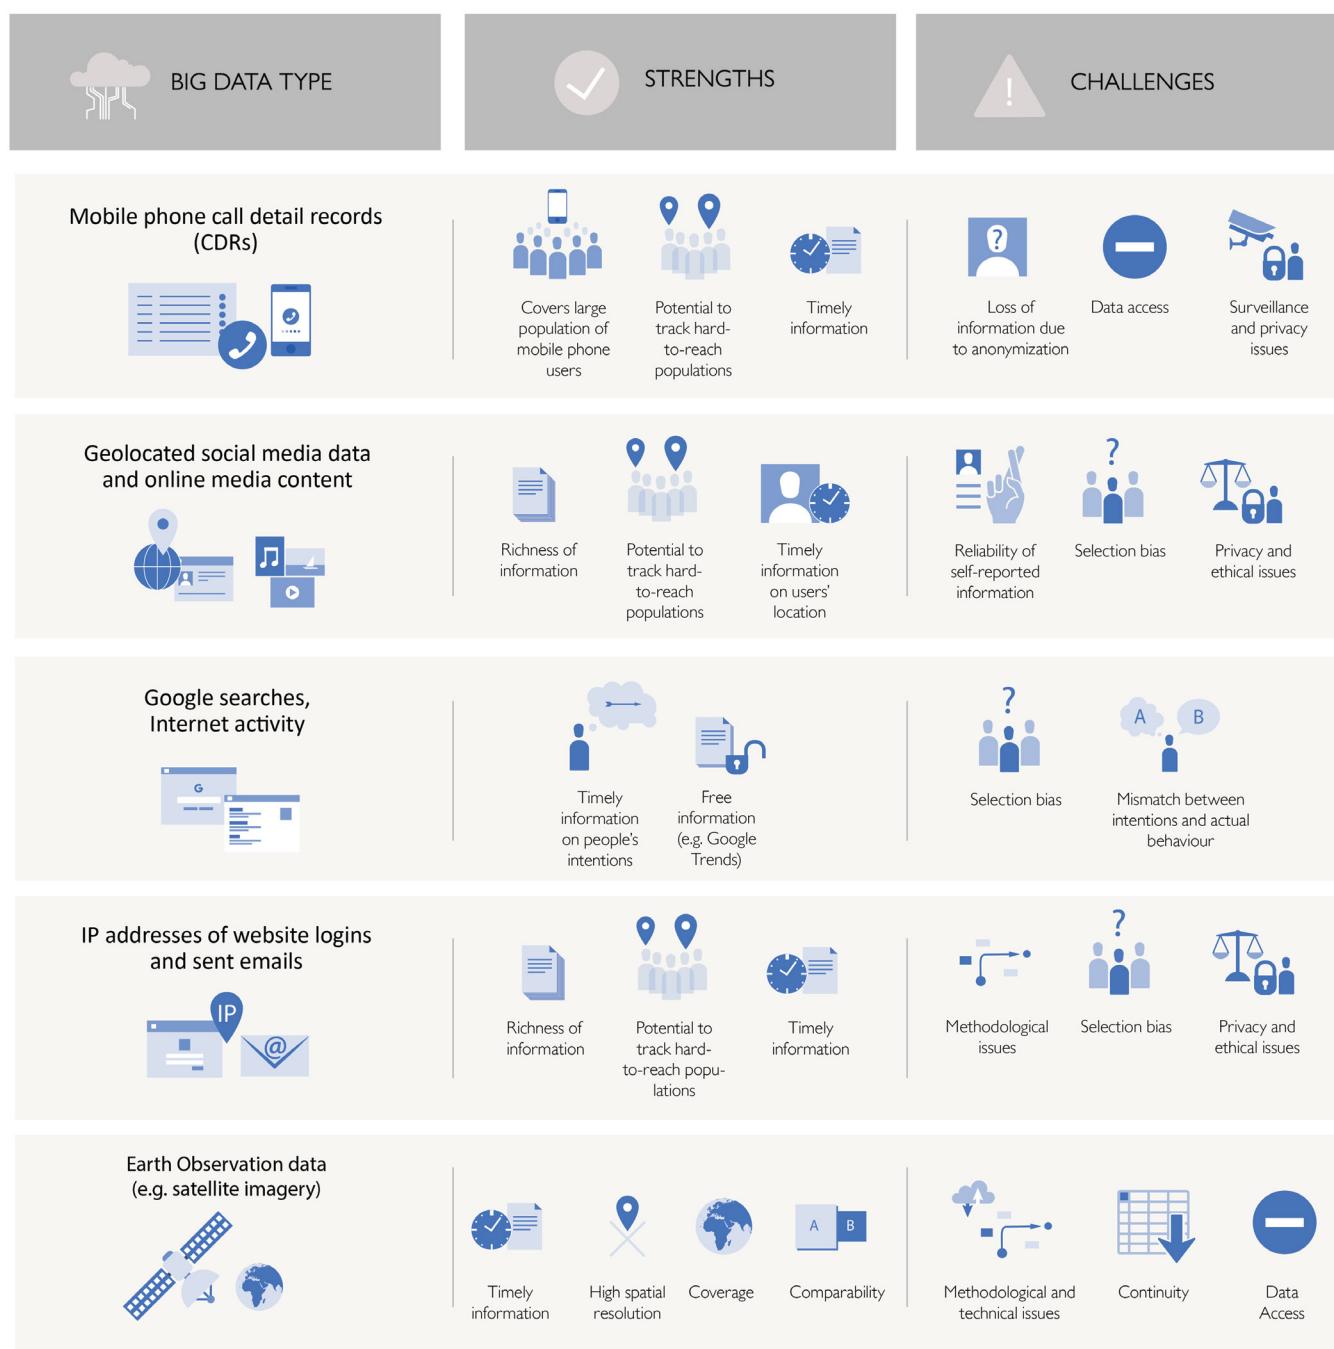 BIG DATA TYPE
STRENGTHS
CHALLENGES
Mobile phone call detail records
(CDRs)
Covers large
population of
mobile phone
users
Potential to
track hard-
to-reach
populations
Timely
information
?
Loss of
information due
to anonymization
Data access
Surveillance
and privacy
issues
Geolocated social media data
and online media content
Richness of
information
Potential to
track hard-
to-reach
populations
Timely
information
on users'
location
Reliability of
self-reported
information
?
Selection bias
Privacy and
ethical issues
Google searches,
Internet activity
G
Timely
information
on people's
intentions
Free
information
(e.g. Google
Trends)
?
Selection bias
A
B
Mismatch between
intentions and actual
behaviour
IP addresses of website logins
and sent emails
IP
@
Richness of
information
Potential to
track hard-
to-reach popu-
lations
Timely
information
Methodological
issues
?
Selection bias
Privacy and
ethical issues
Earth Observation data
(e.g. satellite imagery)
Timely
information
High spatial
resolution
Coverage
A
B
Comparability
Methodological and
technical issues
Continuity
Data
Access